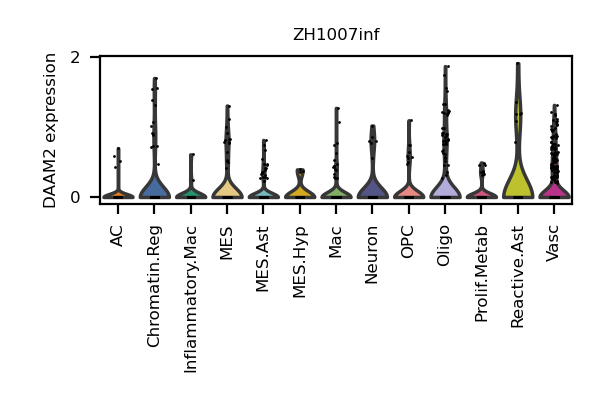 ZH1007inf
DAAM2 expression
2
0
AC
Chromatin.Reg
Inflammatory.Mac
MES
MES.Ast
MES.Hyp
Mac
Neuron
OPC
Oligo
Prolif.Metab
Reactive.Ast
Vasc